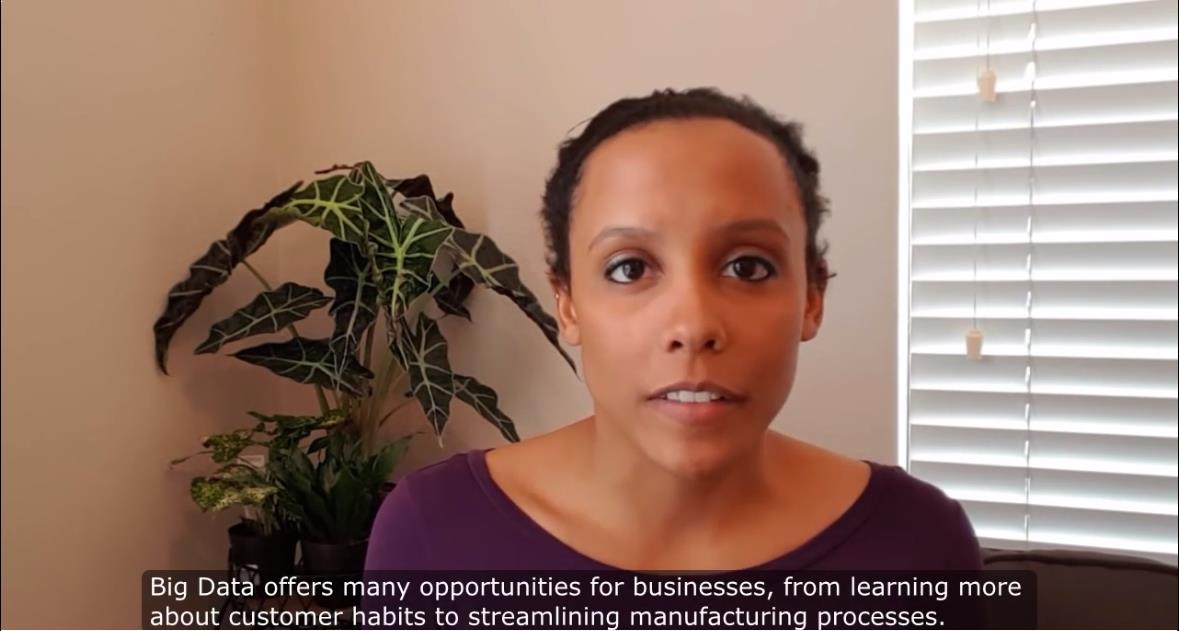 Big Data offers many opportunities for businesses, from learning more
about customer habits to streamlining manufacturing processes.